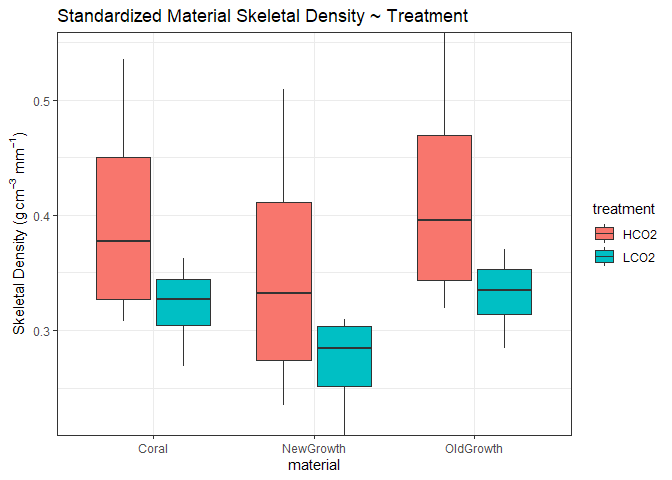 Standardized Material Skeletal Density ~ Treatment
Skeletal Density (g cm⁻³ mm⁻¹)
0.5
0.4
0.3
Coral NewGrowth OldGrowth
material
treatment
HCO2
LCO2